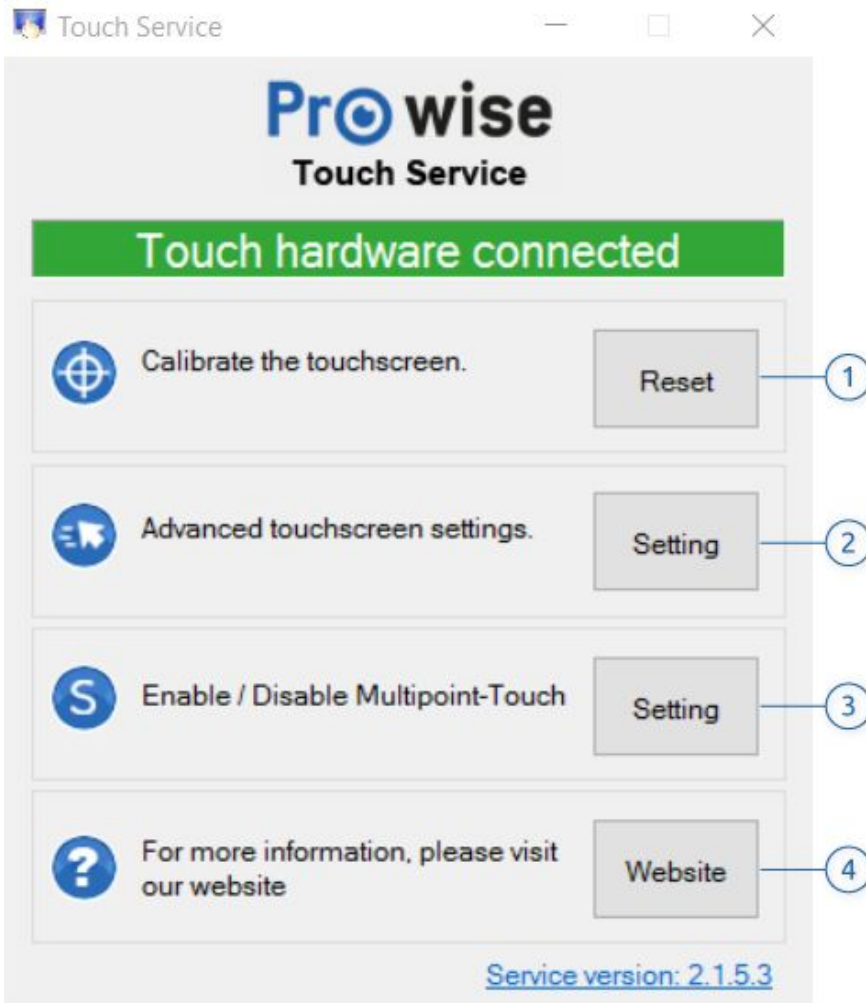 Touch Service
Prowise
Touch Service
Touch hardware connected
Calibrate the touchscreen.
Reset
1
Advanced touchscreen settings.
Setting
2
Enable / Disable Multipoint-Touch
Setting
3
For more information, please visit
our website
Website
4
Service version: 2.1.5.3